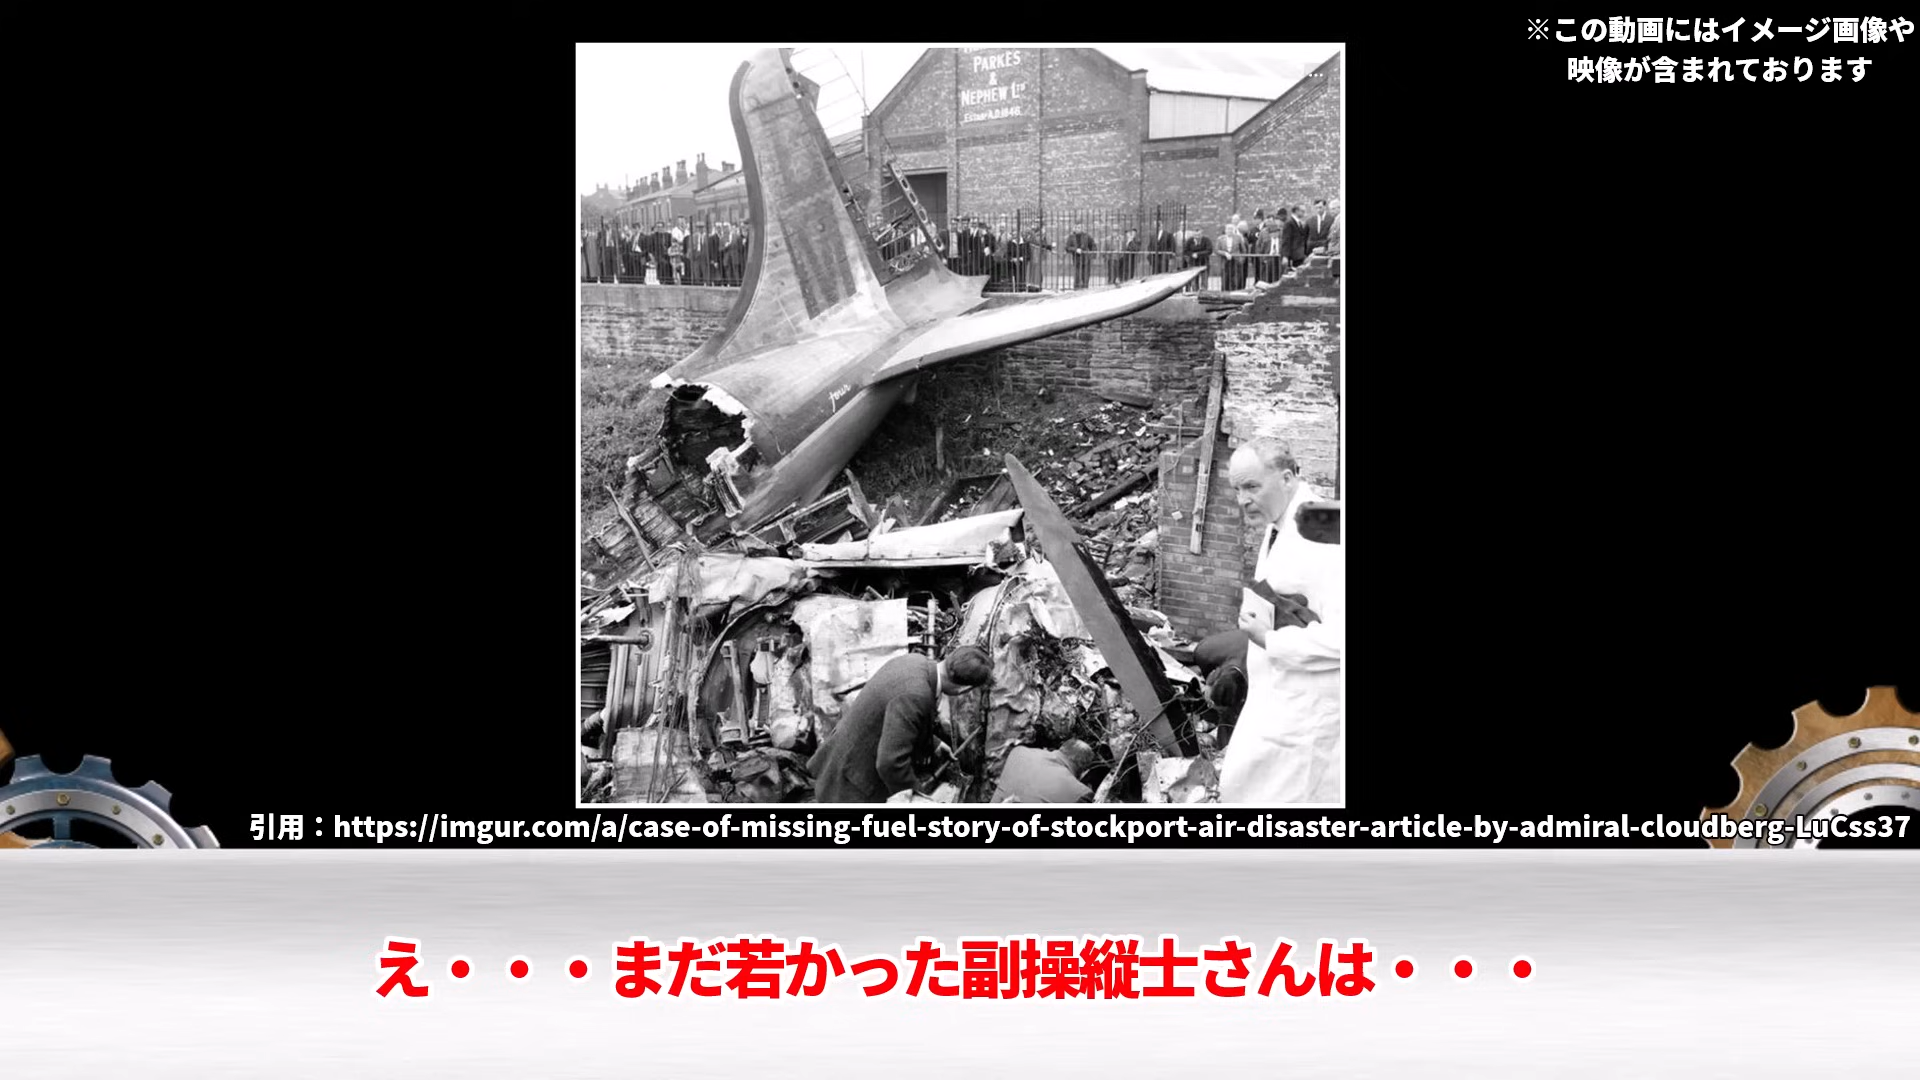 ※この動画にはイメージ画像や
映像が含まれております
PARKES
&
NEPHEW LTD
ESTABD A.D. 1846.
four
引用：https://imgur.com/a/case-of-missing-fuel-story-of-stockport-air-disaster-article-by-admiral-cloudberg-LuCss37
え・・・まだ若かった副操縦士さんは・・・